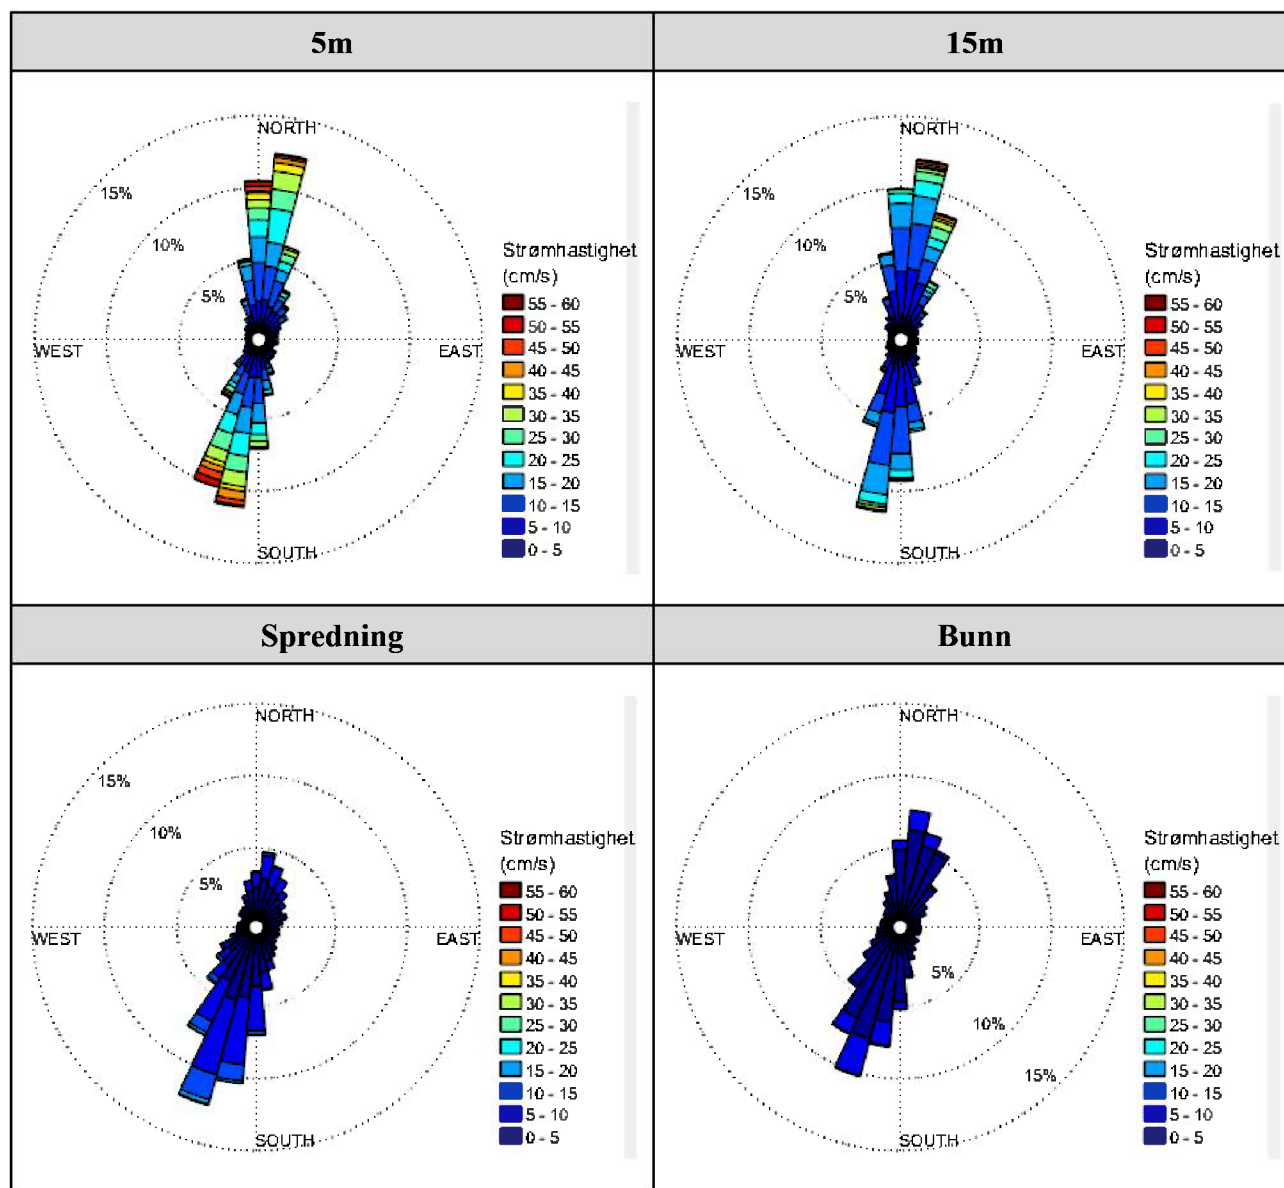 5m
15m
NORTH
15%
10%
5%
WEST
EAST
SOUTH
Strømhastighet
(cm/s)
55 - 60
50 - 55
45 - 50
40 - 45
35 - 40
30 - 35
25 - 30
20 - 25
15 - 20
10 - 15
5 - 10
0 - 5
NORTH
15%
10%
5%
WEST
EAST
SOUTH
Strømhastighet
(cm/s)
55 - 60
50 - 55
45 - 50
40 - 45
35 - 40
30 - 35
25 - 30
20 - 25
15 - 20
10 - 15
5 - 10
0 - 5
Spredning
Bunn
NORTH
15%
10%
5%
WEST
EAST
SOUTH
Strømhastighet
(cm/s)
55 - 60
50 - 55
45 - 50
40 - 45
35 - 40
30 - 35
25 - 30
20 - 25
15 - 20
10 - 15
5 - 10
0 - 5
NORTH
WEST
EAST
5%
10%
15%
SOUTH
Strømhastighet
(cm/s)
55 - 60
50 - 55
45 - 50
40 - 45
35 - 40
30 - 35
25 - 30
20 - 25
15 - 20
10 - 15
5 - 10
0 - 5